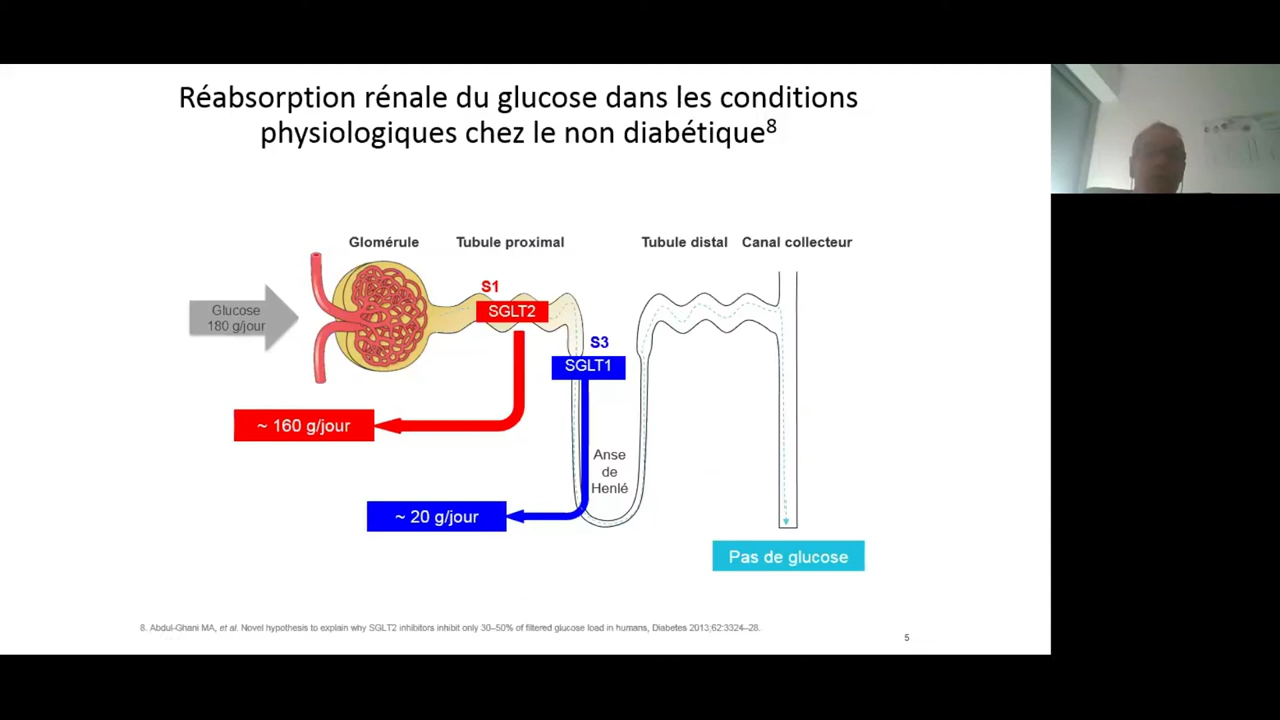 Réabsorption rénale du glucose dans les conditions
physiologiques chez le non diabétique8
Glomérule
Tubule proximal
Tubule distal
Canal collecteur
S1
SGLT2
Glucose
180 g/jour
S3
SGLT1
~ 160 g/jour
Anse
de
Henlé
~ 20 g/jour
Pas de glucose
8. Abdul-Ghani MA, et al. Novel hypothesis to explain why SGLT2 inhibitors inhibit only 30–50% of filtered glucose load in humans, Diabetes 2013;62:3324–28.
5